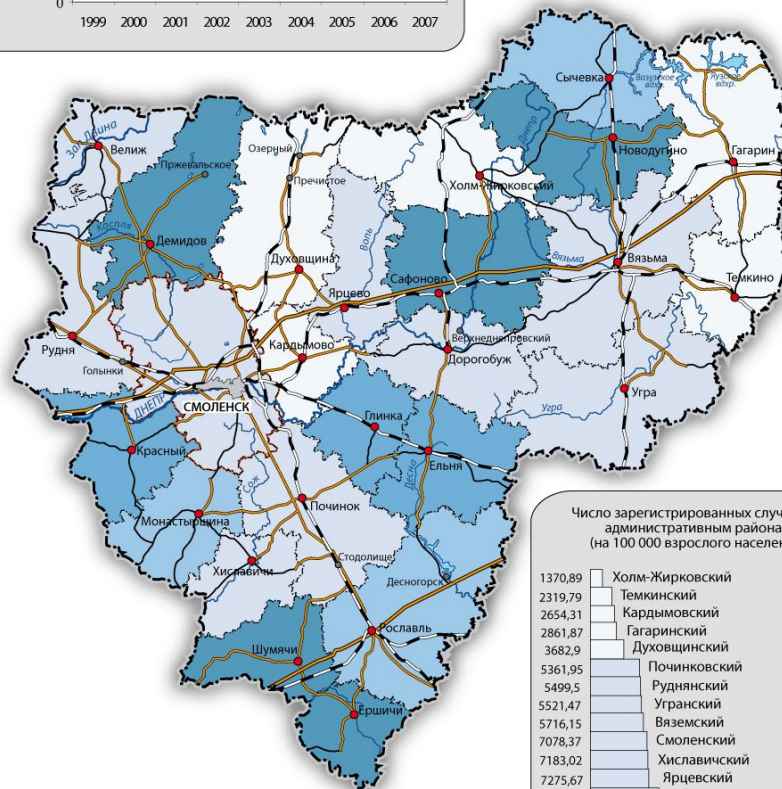 0
1999 2000 2001 2002 2003 2004 2005 2006 2007
Сычевка
Вазузское
вдхр.
Яузское
вдхр.
Зап. Двина
Велиж
Днепр
Озерный
Новодугино
Гагарин
Пржевальское
Пречистое
Холм-Жирковский
Каспля
Вопь
Демидов
Вязьма
Вязьма
Духовщина
Сафоново
Темкино
Ярцево
Рудня
Кардымово
Верхнеднепровский
Голынки
Дорогобуж
ДНЕПР
СМОЛЕНСК
Угра
Угра
Глинка
Красный
Ельня
Десна
Сож
Починок
Монастырщина
Стодолище
Хиславичи
Десногорск
Рославль
Шумячи
Ершичи
Число зарегистрированных случ
административным района
(на 100 000 взрослого населен
1370,89 Холм-Жирковский
2319,79 Темкинский
2654,31 Кардымовский
2861,87 Гагаринский
3682,9 Духовщинский
5361,95 Починковский
5499,5 Руднянский
5521,47 Угранский
5716,15 Вяземский
7078,37 Смоленский
7183,02 Хиславичский
7275,67 Ярцевский